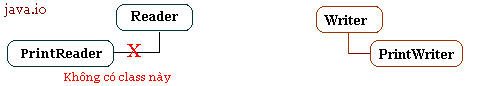 java.io
Reader
Writer
PrintReader
X
PrintWriter
Không có class này